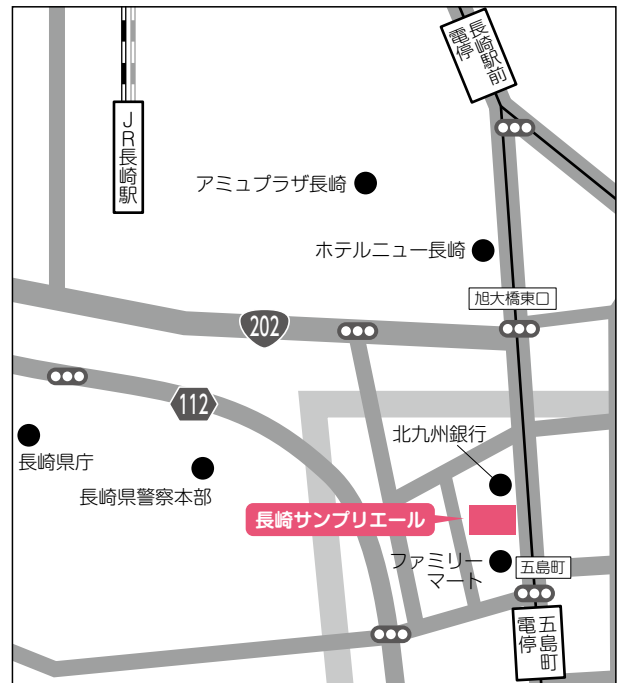 長崎駅前
電停
JR長崎駅
アミュプラザ長崎
ホテルニュー長崎
旭大橋東口
202
112
北九州銀行
長崎県庁
長崎県警察本部
長崎サンプリエール
ファミリー
マート
五島町
五島町
電停